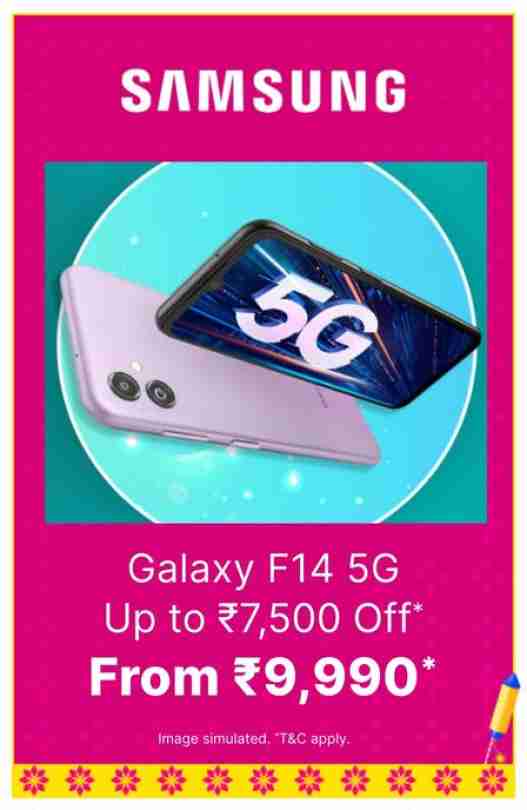 SAMSUNG
5G
Galaxy F14 5G
Up to ₹7,500 Off*
From ₹9,990*
Image simulated. *T&C apply.